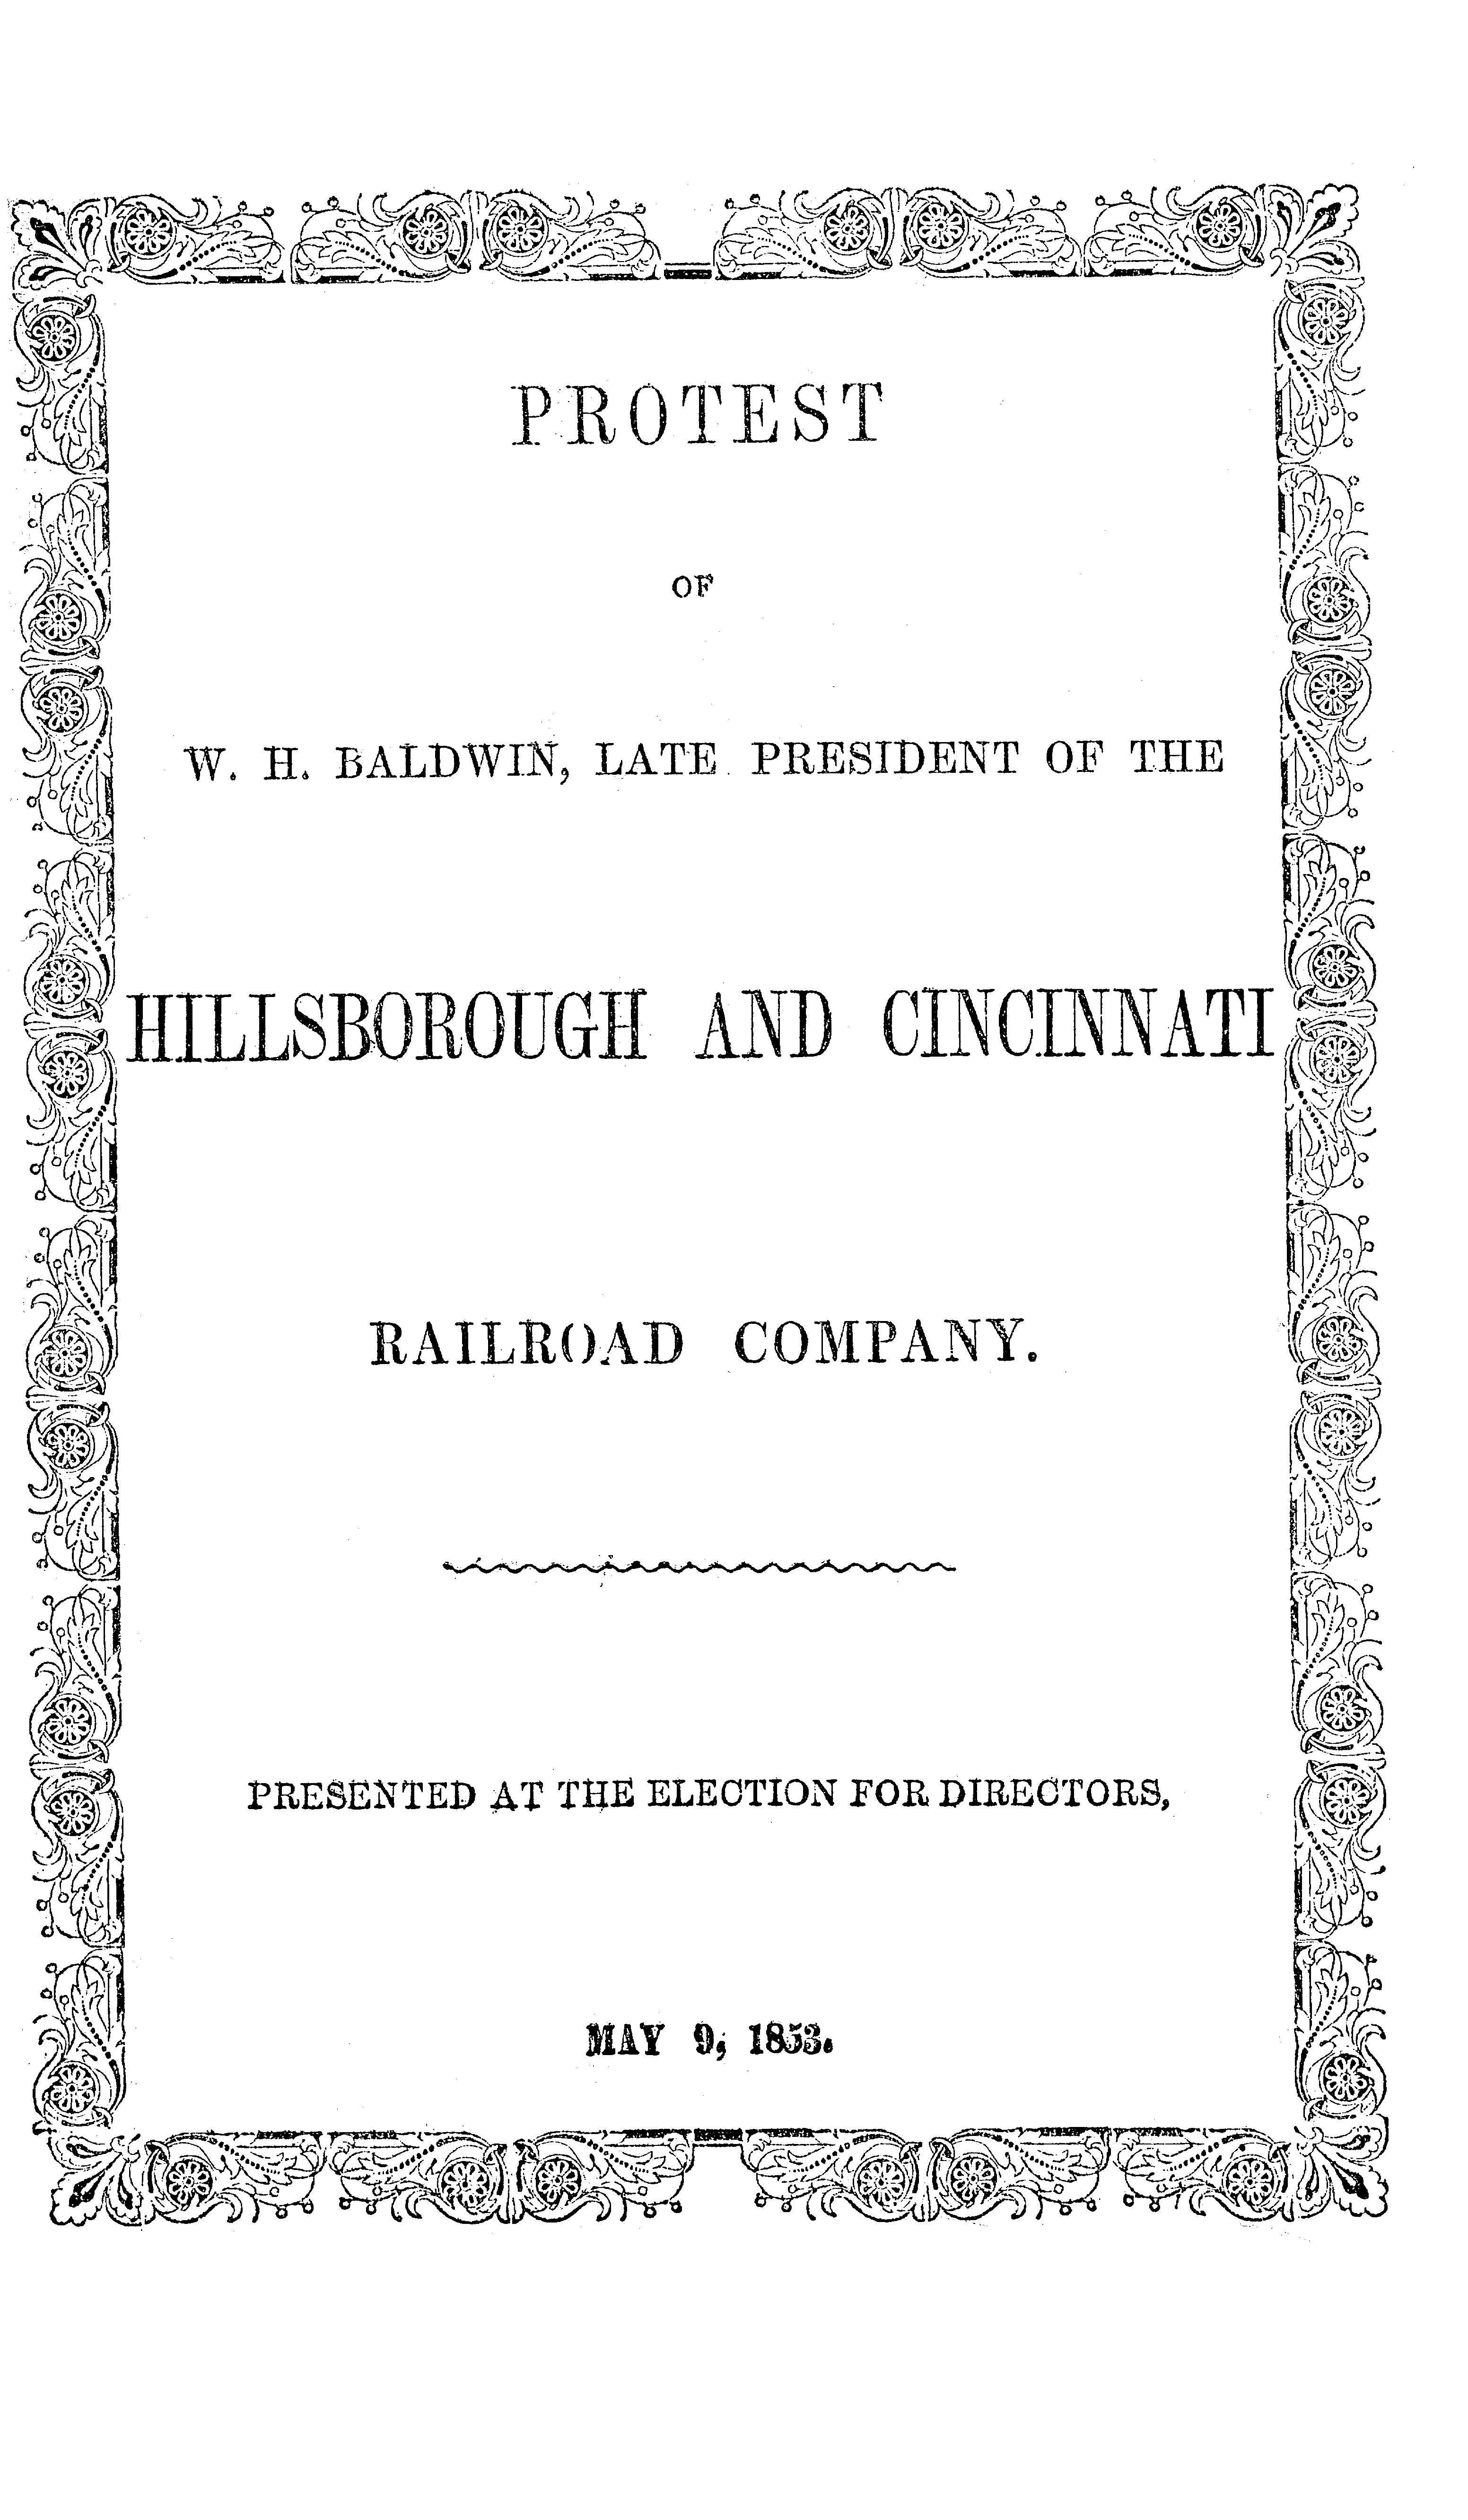 PROTEST
OF
W. H. BALDWIN, LATE PRESIDENT OF THE
HILLSBOROUGH AND CINCINNATI
RAILROAD COMPANY.
PRESENTED AT THE ELECTION FOR DIRECTORS,
MAY 9, 1853.